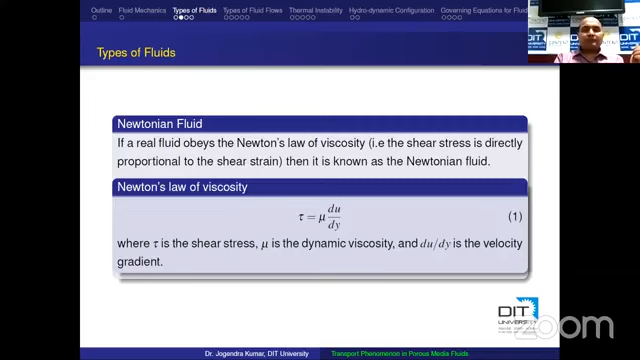 Outline Fluid Mechanics Types of Fluids Types of Fluid Flows Thermal Instability Hydro-dynamic Configuration Governing Equations for Fluid
Types of Fluids
Newtonian Fluid
If a real fluid obeys the Newton's law of viscosity (i.e the shear stress is directly
proportional to the shear strain) then it is known as the Newtonian fluid.
Newton's law of viscosity
τ = μ du/dy (1)
where τ is the shear stress, μ is the dynamic viscosity, and du/dy is the velocity
gradient.
DIT
UNIVERSITY
zoom
Dr. Jogendra Kumar, DIT University Transport Phenomenon in Porous Media Fluids